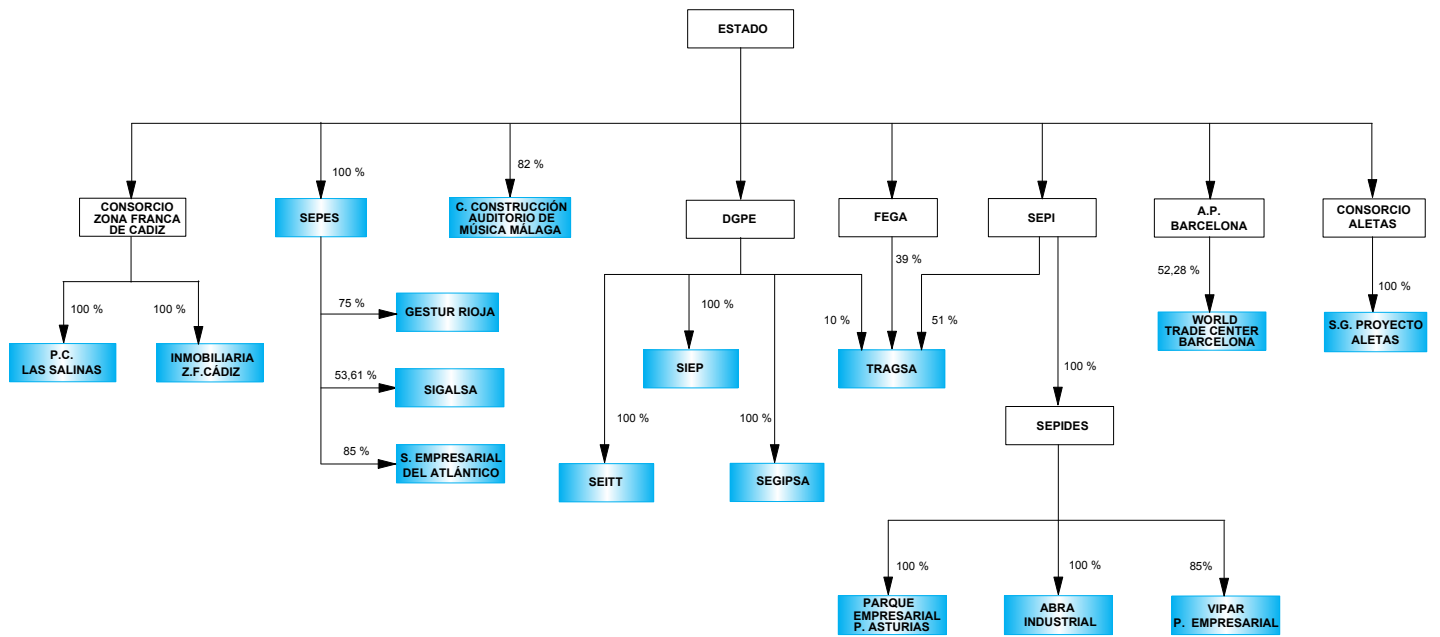 ESTADO
82 %
100 %
CONSORCIO
ZONA FRANCA
DE CADIZ
SEPES
C. CONSTRUCCIÓN
AUDITORIO DE
MÚSICA MÁLAGA
DGPE
FEGA
SEPI
A.P.
BARCELONA
CONSORCIO
ALETAS
39 %
52,28 %
100 %
75 %
GESTUR RIOJA
100 %
100 %
100 %
10 %
51 %
WORLD
TRADE CENTER
BARCELONA
S.G. PROYECTO
ALETAS
P.C.
LAS SALINAS
INMOBILIARIA
Z.F.CÁDIZ
SIEP
TRAGSA
53,61 %
SIGALSA
100 %
100 %
100 %
SEPIDES
85 %
S. EMPRESARIAL
DEL ATLÁNTICO
SEITT
SEGIPSA
100 %
100 %
85%
PARQUE
EMPRESARIAL
P. ASTURIAS
ABRA
INDUSTRIAL
VIPAR
P. EMPRESARIAL